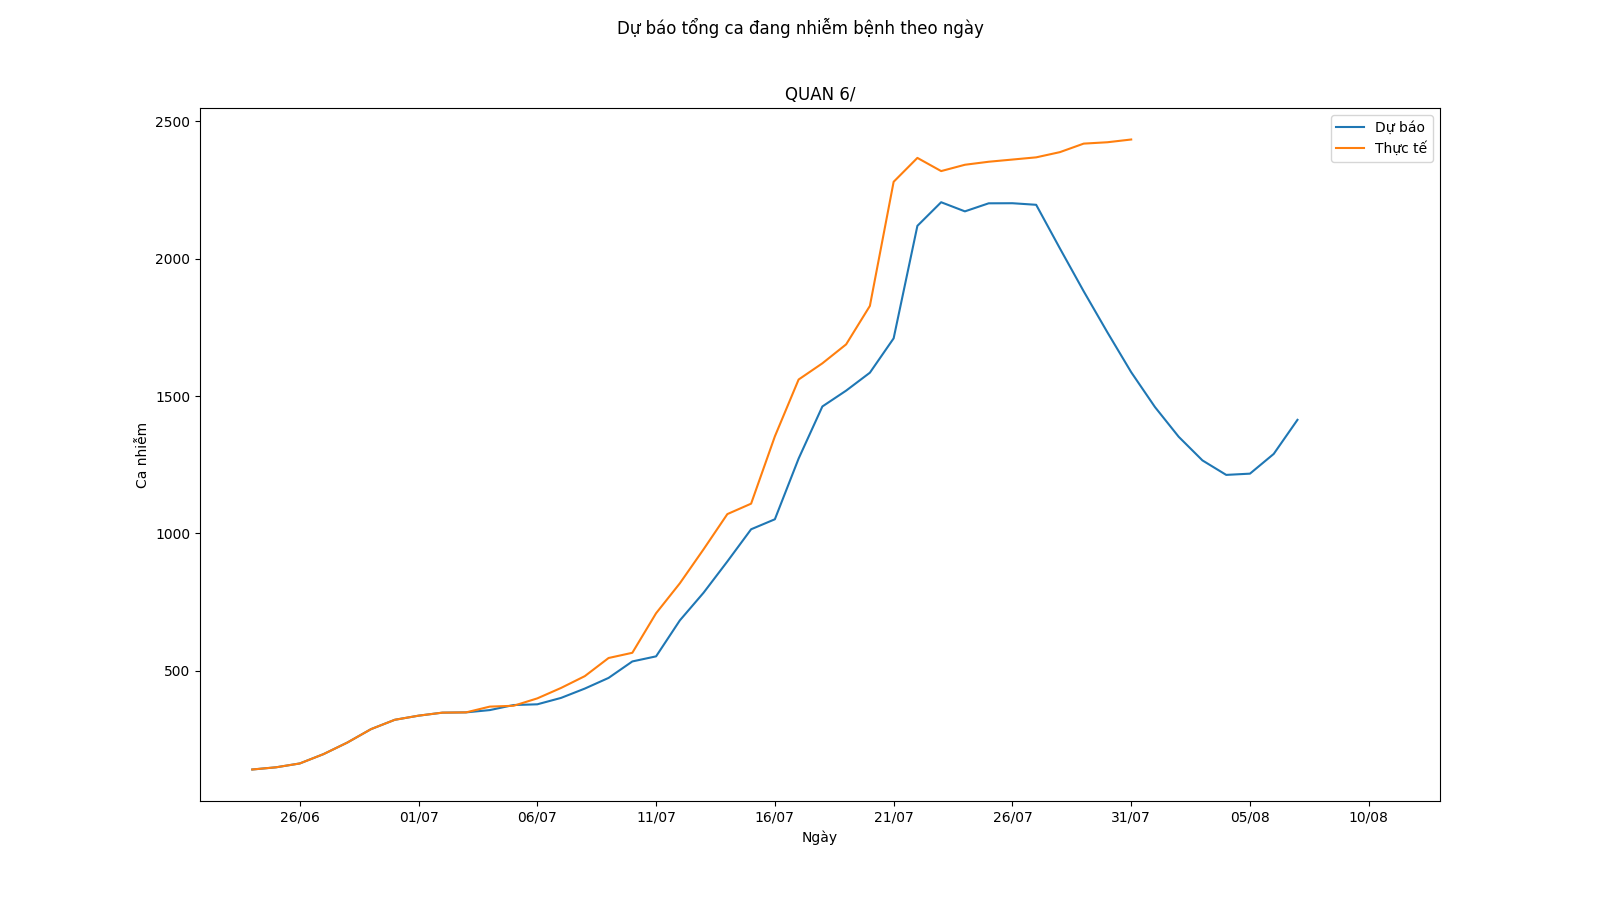 Dự báo tổng ca đang nhiễm bệnh theo ngày
QUAN 6/
Dự báo
Thực tế
2500
2000
1500
1000
500
Ca nhiễm
26/06
01/07
06/07
11/07
16/07
21/07
26/07
31/07
05/08
10/08
Ngày